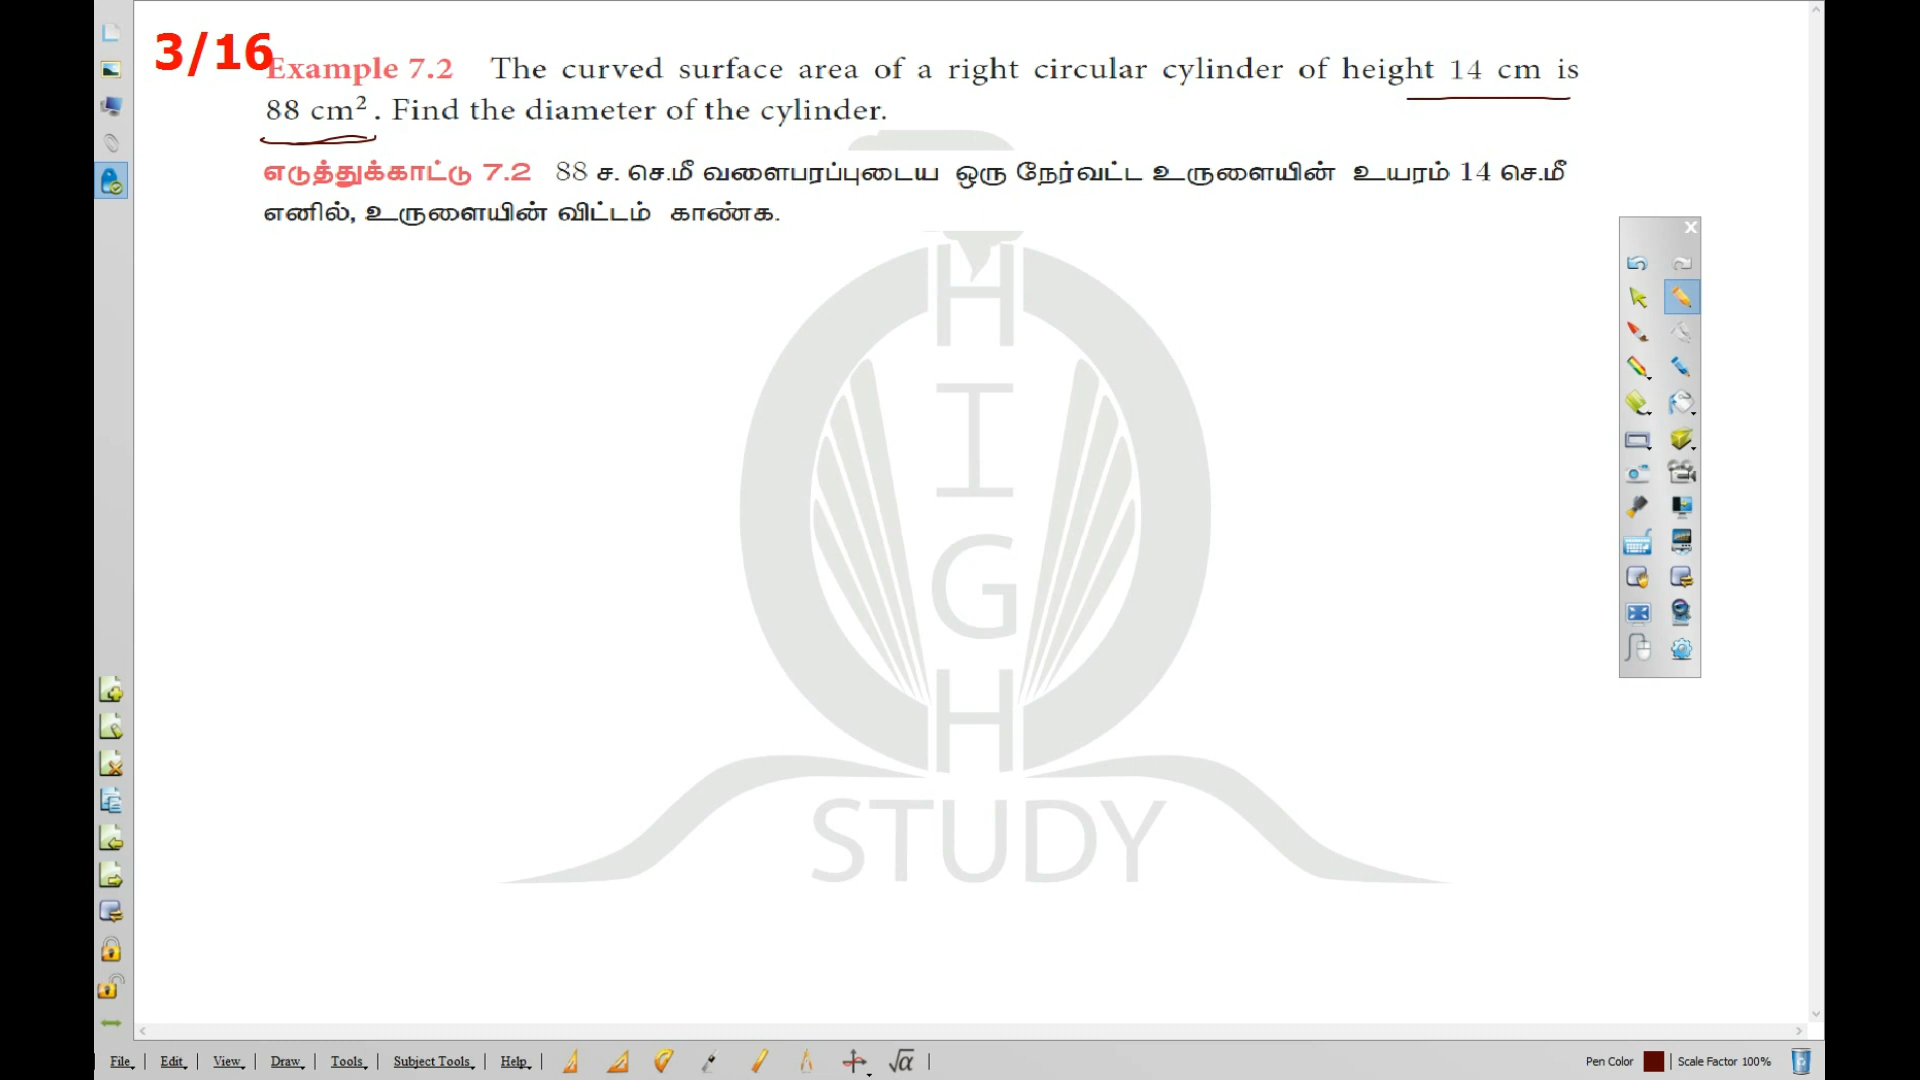 3/16
Example 7.2 The curved surface area of a right circular cylinder of height 14 cm is
88 cm². Find the diameter of the cylinder.
எடுத்துக்காட்டு 7.2 88 ச. செ.மீ வளைபரப்புடைய ஒரு நேர்வட்ட உருளையின் உயரம் 14 செ.மீ
எனில், உருளையின் விட்டம் காண்க.
HIGH
STUDY
File Edit View Draw Tools Subject Tools Help √α Pen Color Scale Factor 100%